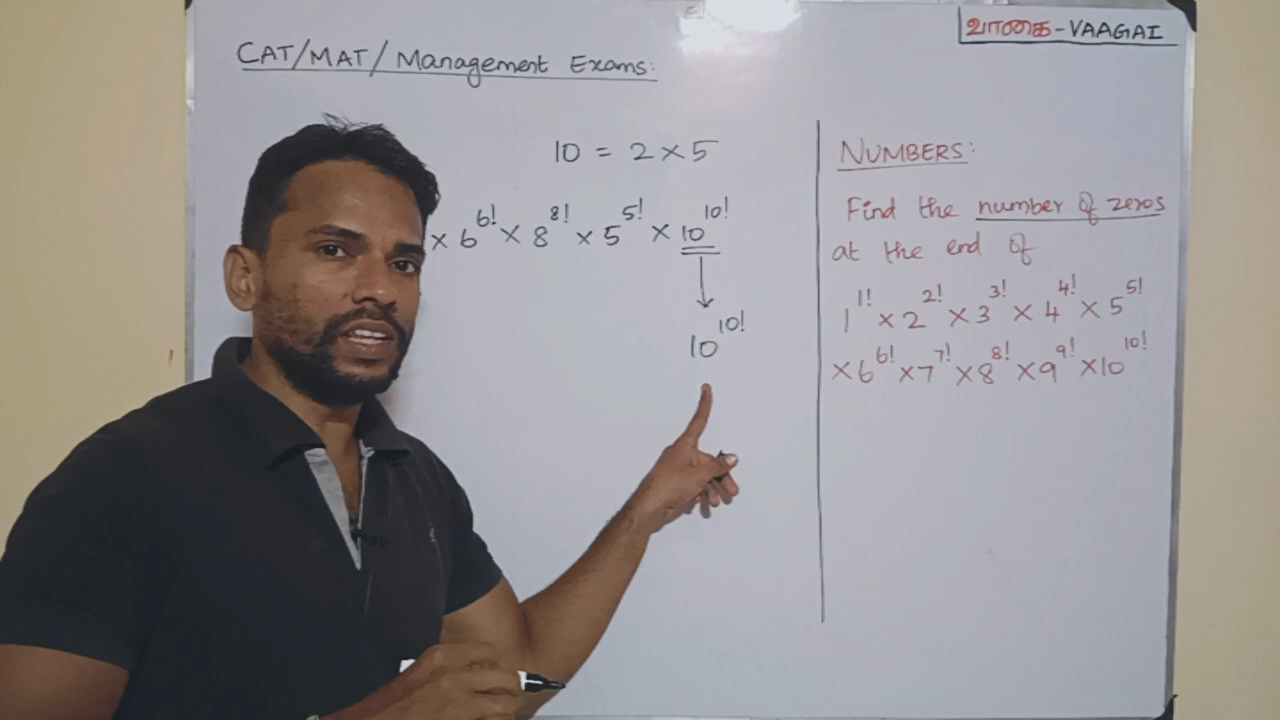 வாகை-VAAGAI
CAT/MAT/Management Exams:
10 = 2×5
×6^6! × 8^8! × 5^5! × 10^10!
10^10!
NUMBERS:
Find the number of zeros
at the end of
1^1! × 2^2! × 3^3! × 4^4! × 5^5!
×6^6! ×7^7! ×8^8! ×9^9! ×10^10!